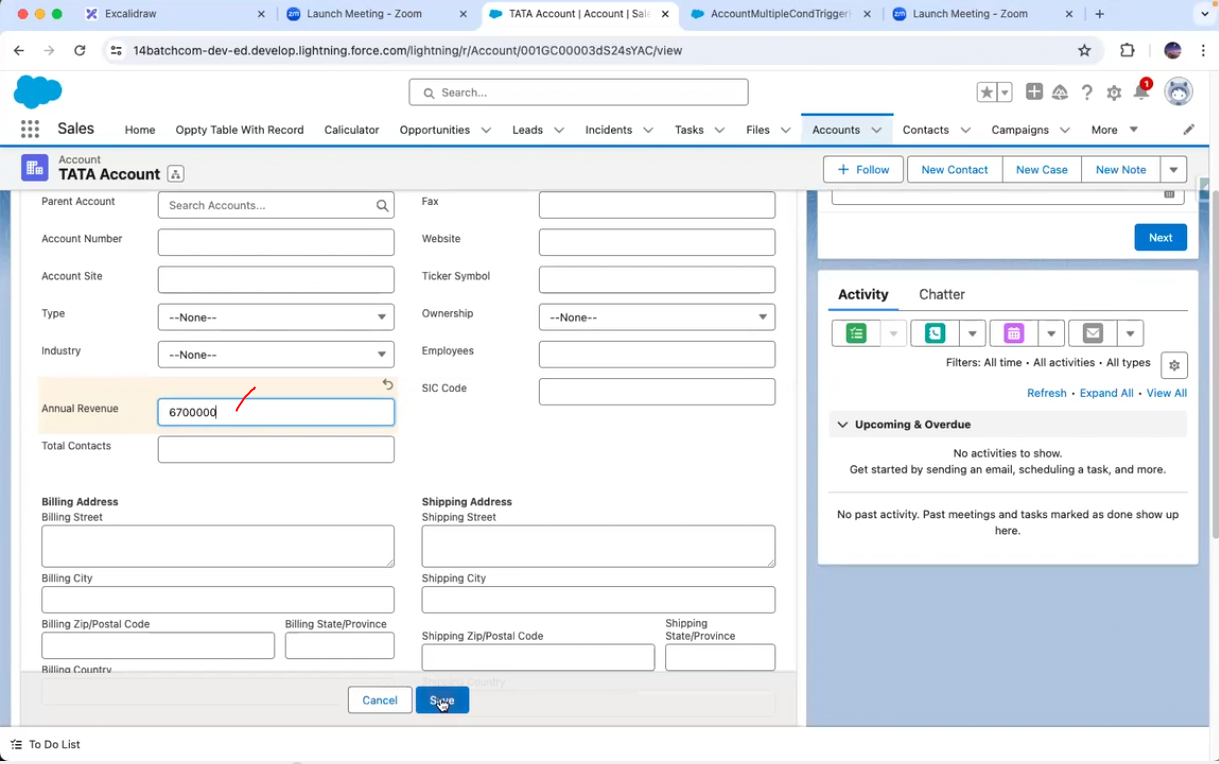 Excalidraw
Launch Meeting - Zoom
TATA Account | Account | Sale
AccountMultipleCondTrigger
Launch Meeting - Zoom
14batchcom-dev-ed.develop.lightning.force.com/lightning/r/Account/001GC00003dS24sYAC/view
Search...
1
Sales
Home
Oppty Table With Record
Calculator
Opportunities
Leads
Incidents
Tasks
Files
Accounts
Contacts
Campaigns
More
Account
TATA Account
Follow
New Contact
New Case
New Note
Parent Account
Search Accounts...
Fax
Account Number
Website
Account Site
Ticker Symbol
Type
--None--
Ownership
--None--
Industry
--None--
Employees
SIC Code
Annual Revenue
6700000
Total Contacts
Billing Address
Shipping Address
Billing Street
Shipping Street
Billing City
Shipping City
Billing Zip/Postal Code
Billing State/Province
Shipping Zip/Postal Code
Shipping
State/Province
Billing Country
Shipping Country
Cancel
Save
Next
Activity
Chatter
Filters: All time • All activities • All types
Refresh • Expand All • View All
Upcoming & Overdue
No activities to show.
Get started by sending an email, scheduling a task, and more.
No past activity. Past meetings and tasks marked as done show up
here.
To Do List